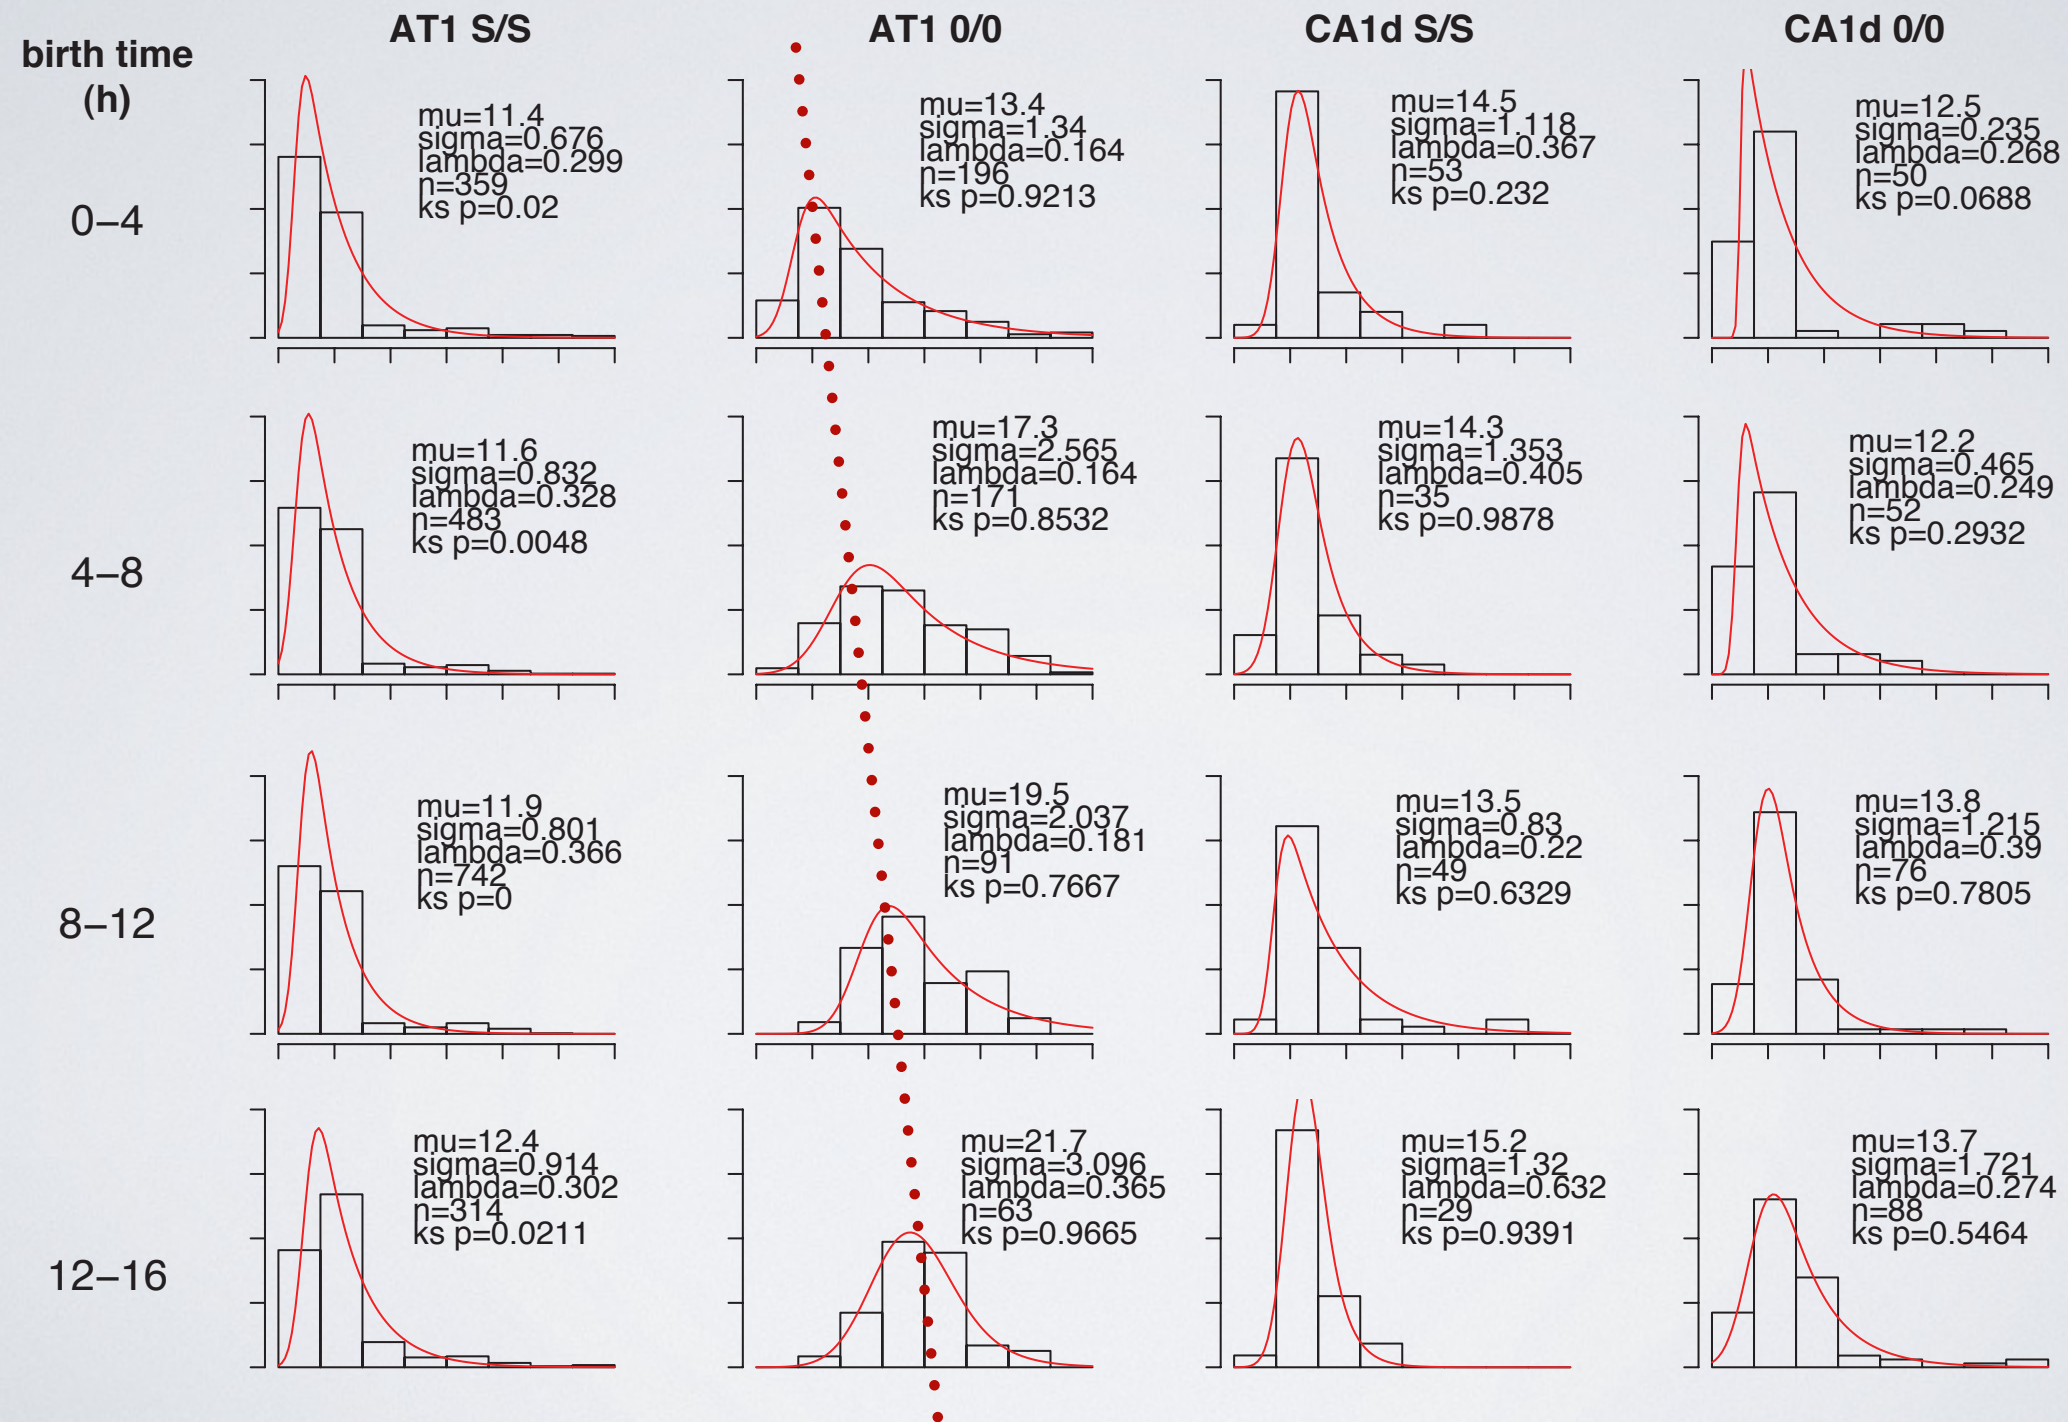 AT1 S/S
AT1 0/0
CA1d S/S
CA1d 0/0
birth time
(h)
0–4
mu=11.4
sigma=0.676
lambda=0.299
n=359
ks p=0.02
mu=13.4
sigma=1.34
lambda=0.164
n=196
ks p=0.9213
mu=14.5
sigma=1.118
lambda=0.367
n=53
ks p=0.232
mu=12.5
sigma=0.235
lambda=0.268
n=50
ks p=0.0688
4–8
mu=11.6
sigma=0.832
lambda=0.328
n=483
ks p=0.0048
mu=17.3
sigma=2.565
lambda=0.164
n=171
ks p=0.8532
mu=14.3
sigma=1.353
lambda=0.405
n=35
ks p=0.9878
mu=12.2
sigma=0.465
lambda=0.249
n=52
ks p=0.2932
8–12
mu=11.9
sigma=0.801
lambda=0.366
n=742
ks p=0
mu=19.5
sigma=2.037
lambda=0.181
n=91
ks p=0.7667
mu=13.5
sigma=0.83
lambda=0.22
n=49
ks p=0.6329
mu=13.8
sigma=1.215
lambda=0.39
n=76
ks p=0.7805
12–16
mu=12.4
sigma=0.914
lambda=0.302
n=314
ks p=0.0211
mu=21.7
sigma=3.096
lambda=0.365
n=63
ks p=0.9665
mu=15.2
sigma=1.32
lambda=0.632
n=29
ks p=0.9391
mu=13.7
sigma=1.721
lambda=0.274
n=88
ks p=0.5464